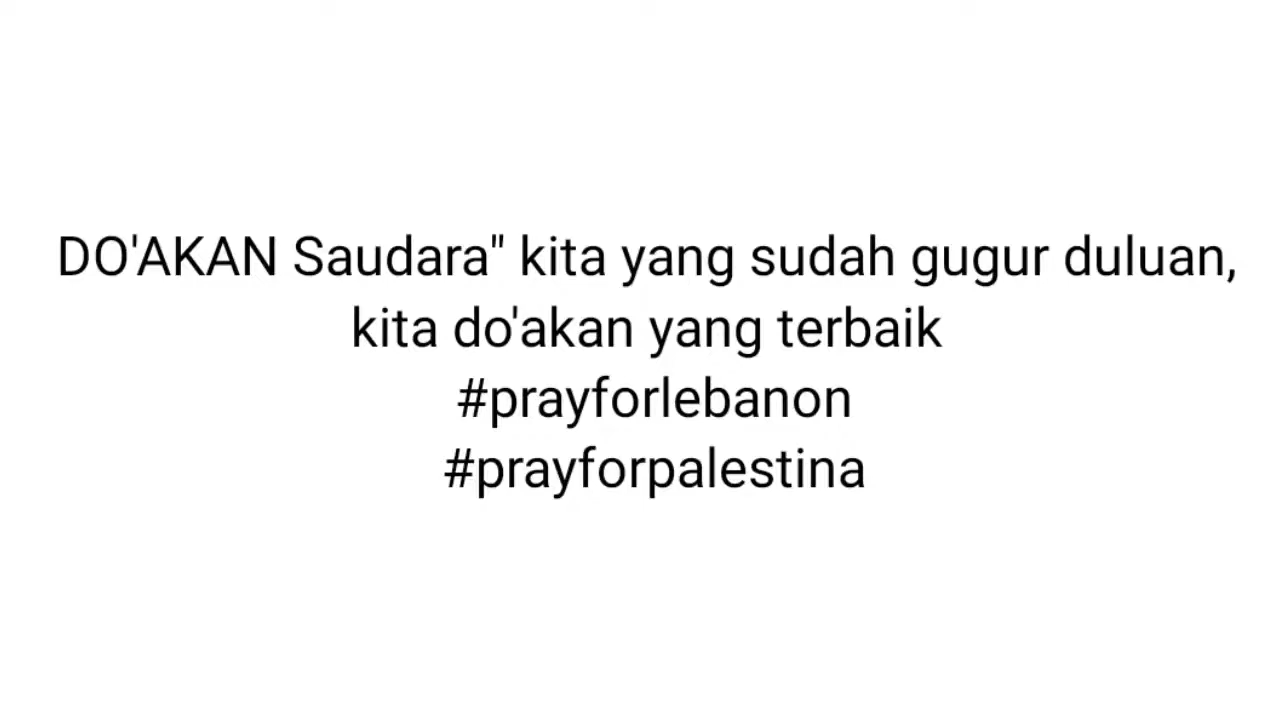 DO'AKAN Saudara" kita yang sudah gugur duluan,
kita do'akan yang terbaik
#prayforlebanon
#prayforpalestina